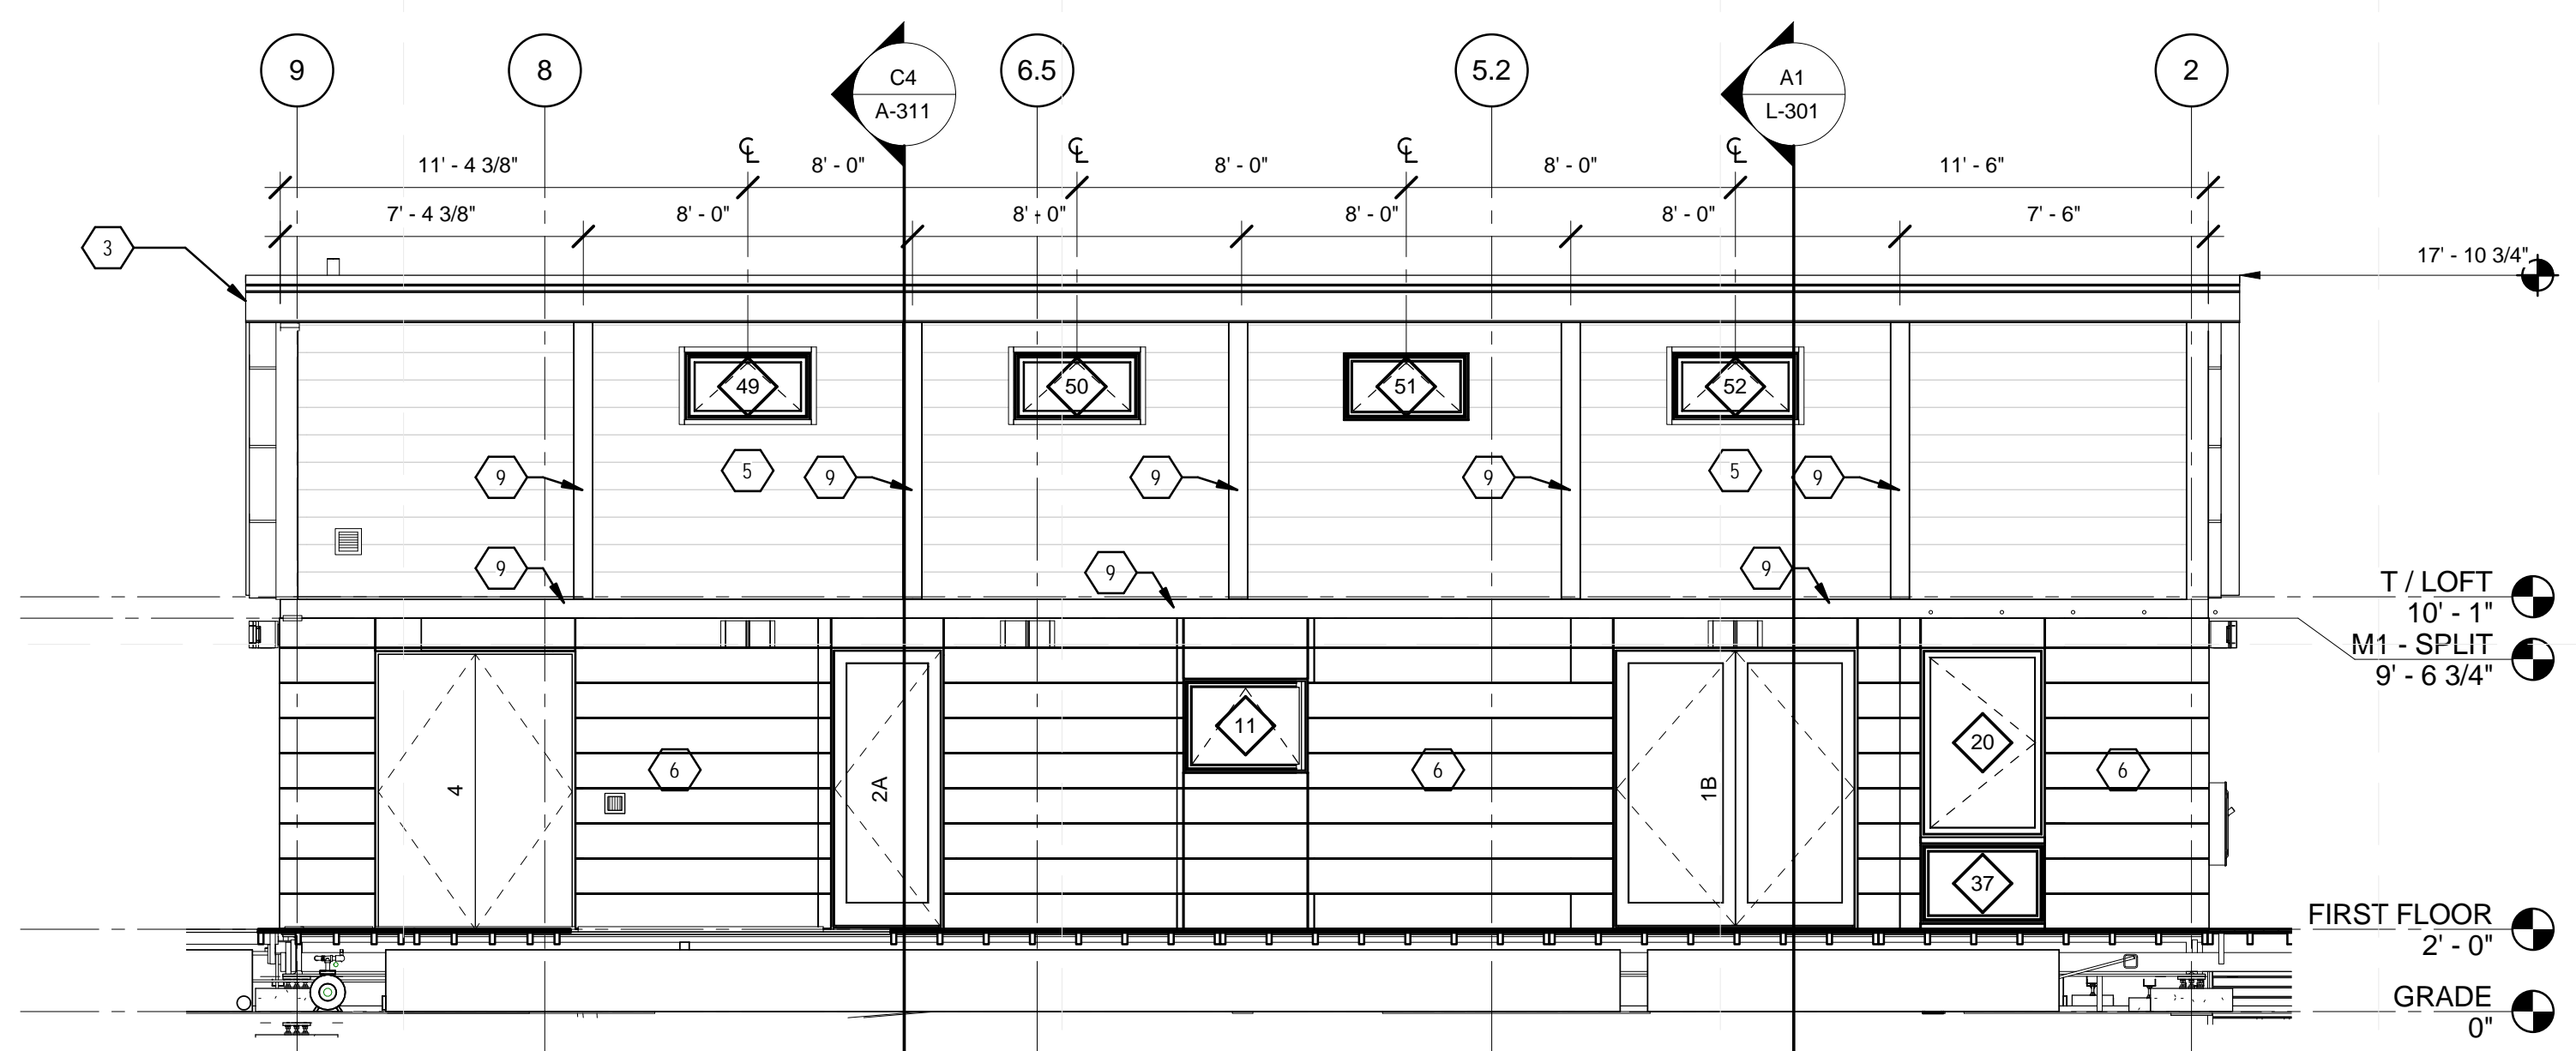 9
8
C4
A-311
6.5
5.2
A1
L-301
2
℄
℄
℄
℄
11' - 4 3/8"
8' - 0"
8' - 0"
8' - 0"
11' - 6"
7' - 4 3/8"
8' - 0"
8' - 0"
8' - 0"
8' - 0"
7' - 6"
3
17' - 10 3/4"
49
50
51
52
9
5
9
9
9
5
9
9
9
9
T / LOFT
10' - 1"
M1 - SPLIT
9' - 6 3/4"
11
20
6
6
6
4
2A
1B
37
FIRST FLOOR
2' - 0"
GRADE
0"